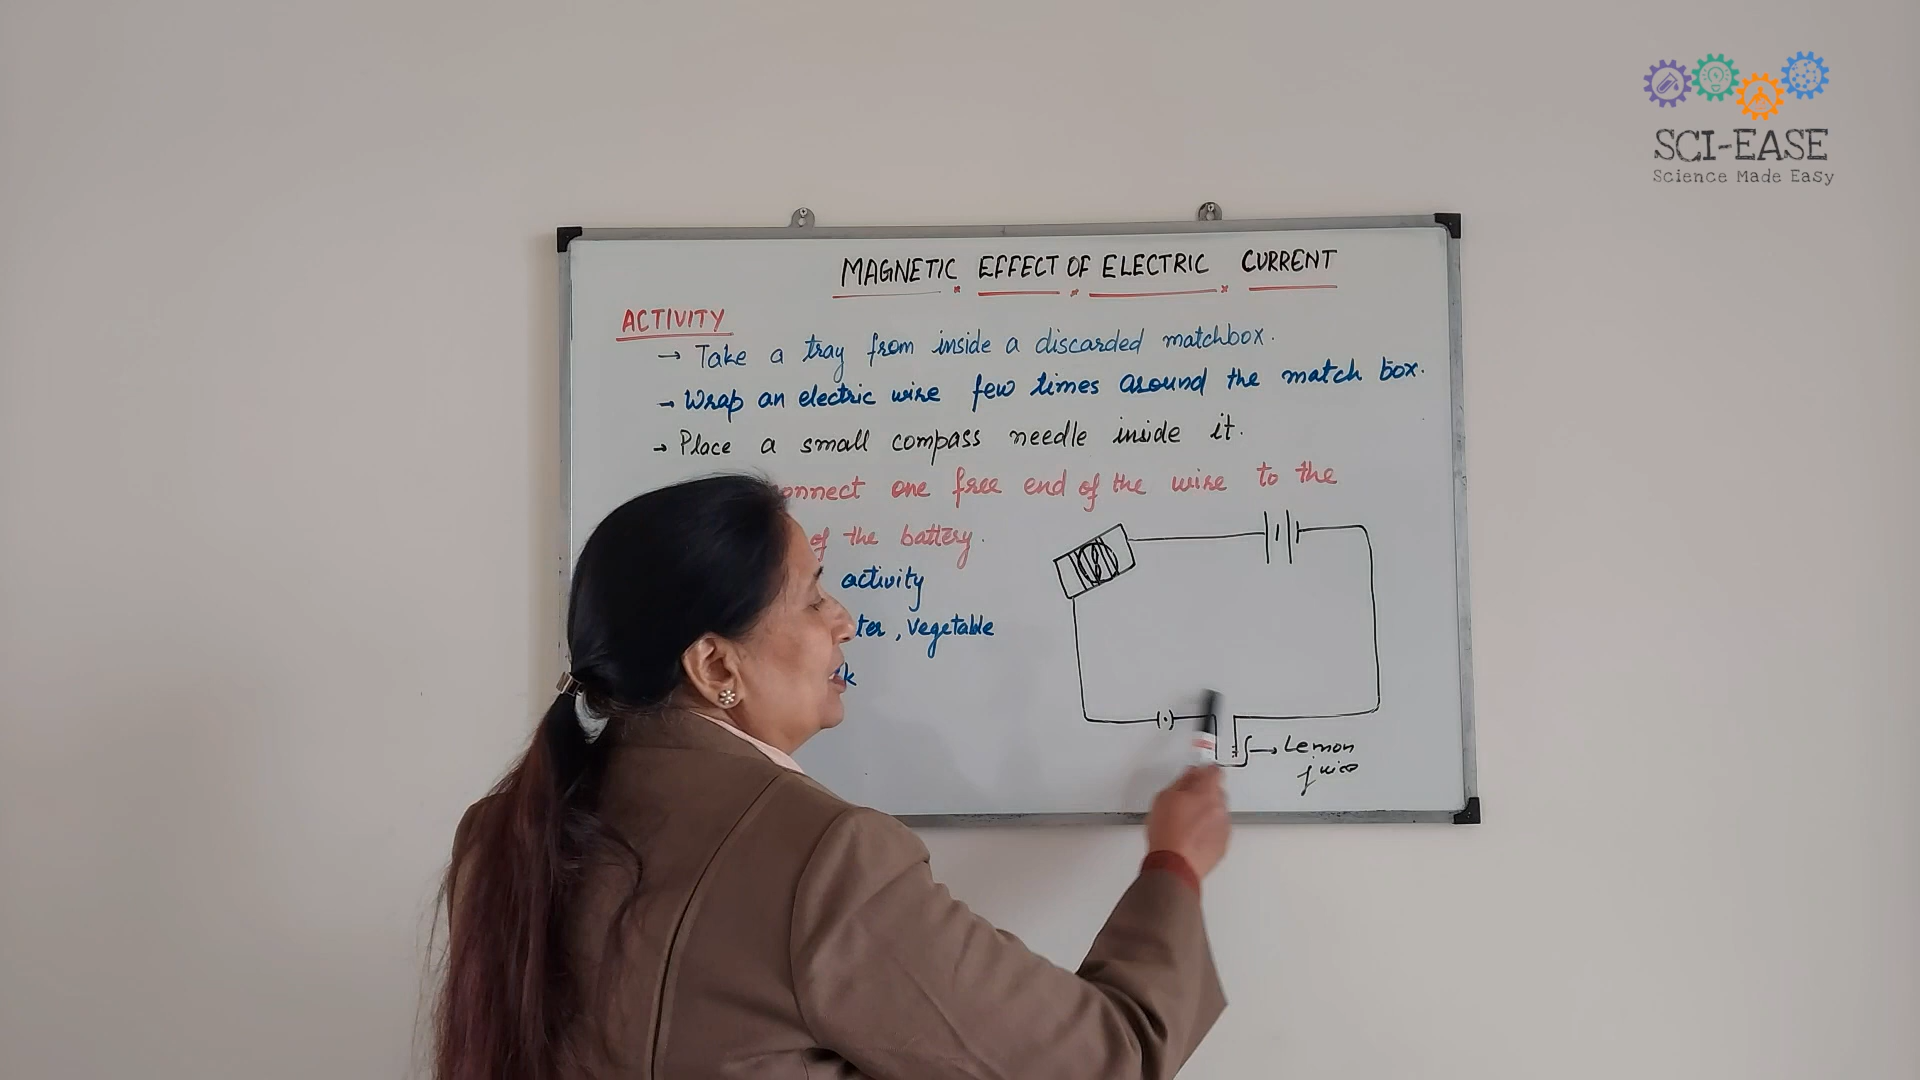 SCI-EASE
Science Made Easy
MAGNETIC EFFECT OF ELECTRIC CURRENT
ACTIVITY
→ Take a tray from inside a discarded matchbox.
→ Wrap an electric wire few times around the match box.
→ Place a small compass needle inside it.
one free end of the wire to the
of the battery.
activity
, vegetable
→ Lemon
juice